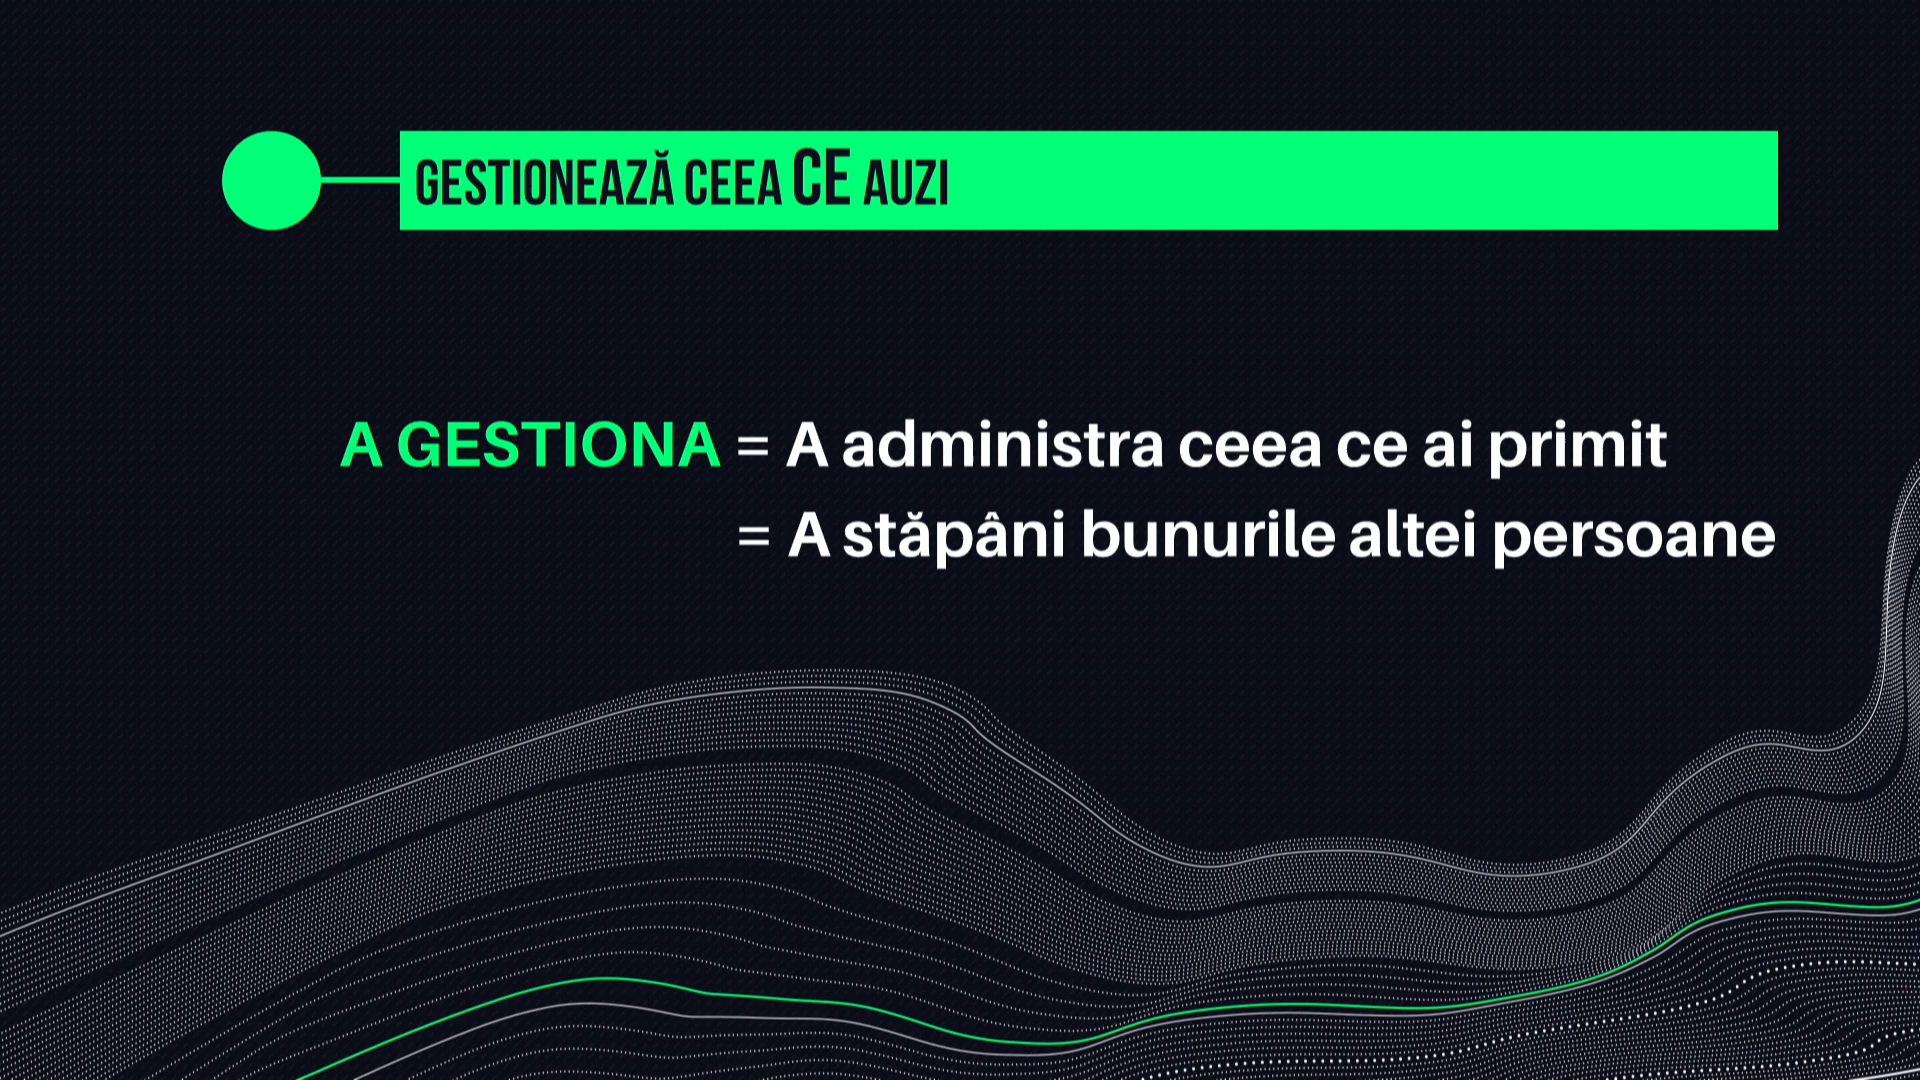 GESTIONEAZĂ CEEA CE AUZI
A GESTIONA = A administra ceea ce ai primit
= A stăpâni bunurile altei persoane